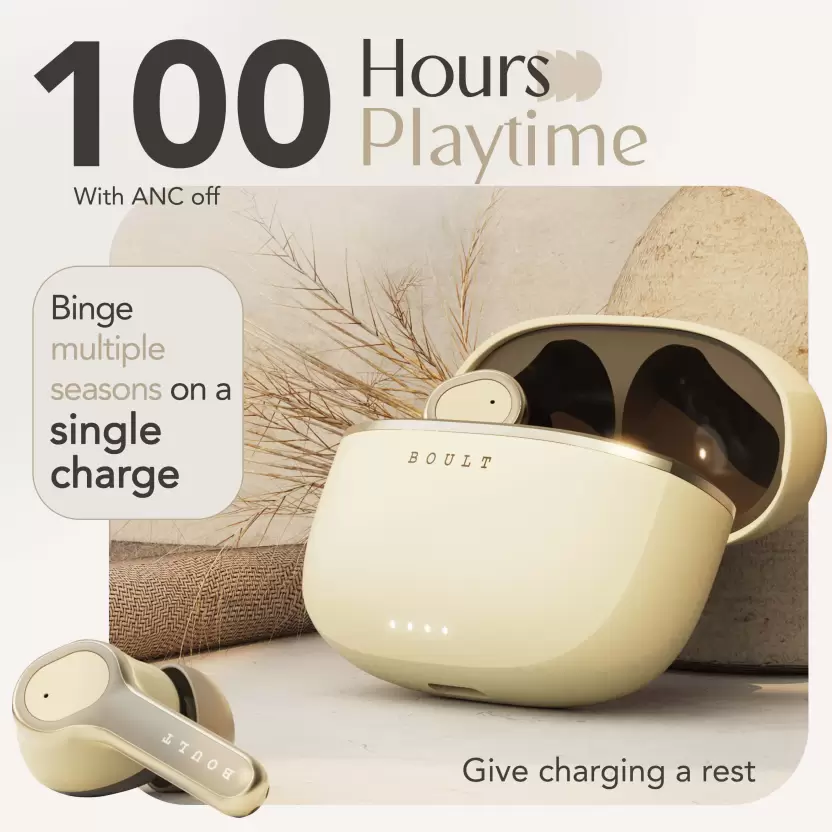 100 Hours
Playtime
With ANC off
Binge
multiple
seasons on a
single
charge
BOULT
BOULT
Give charging a rest